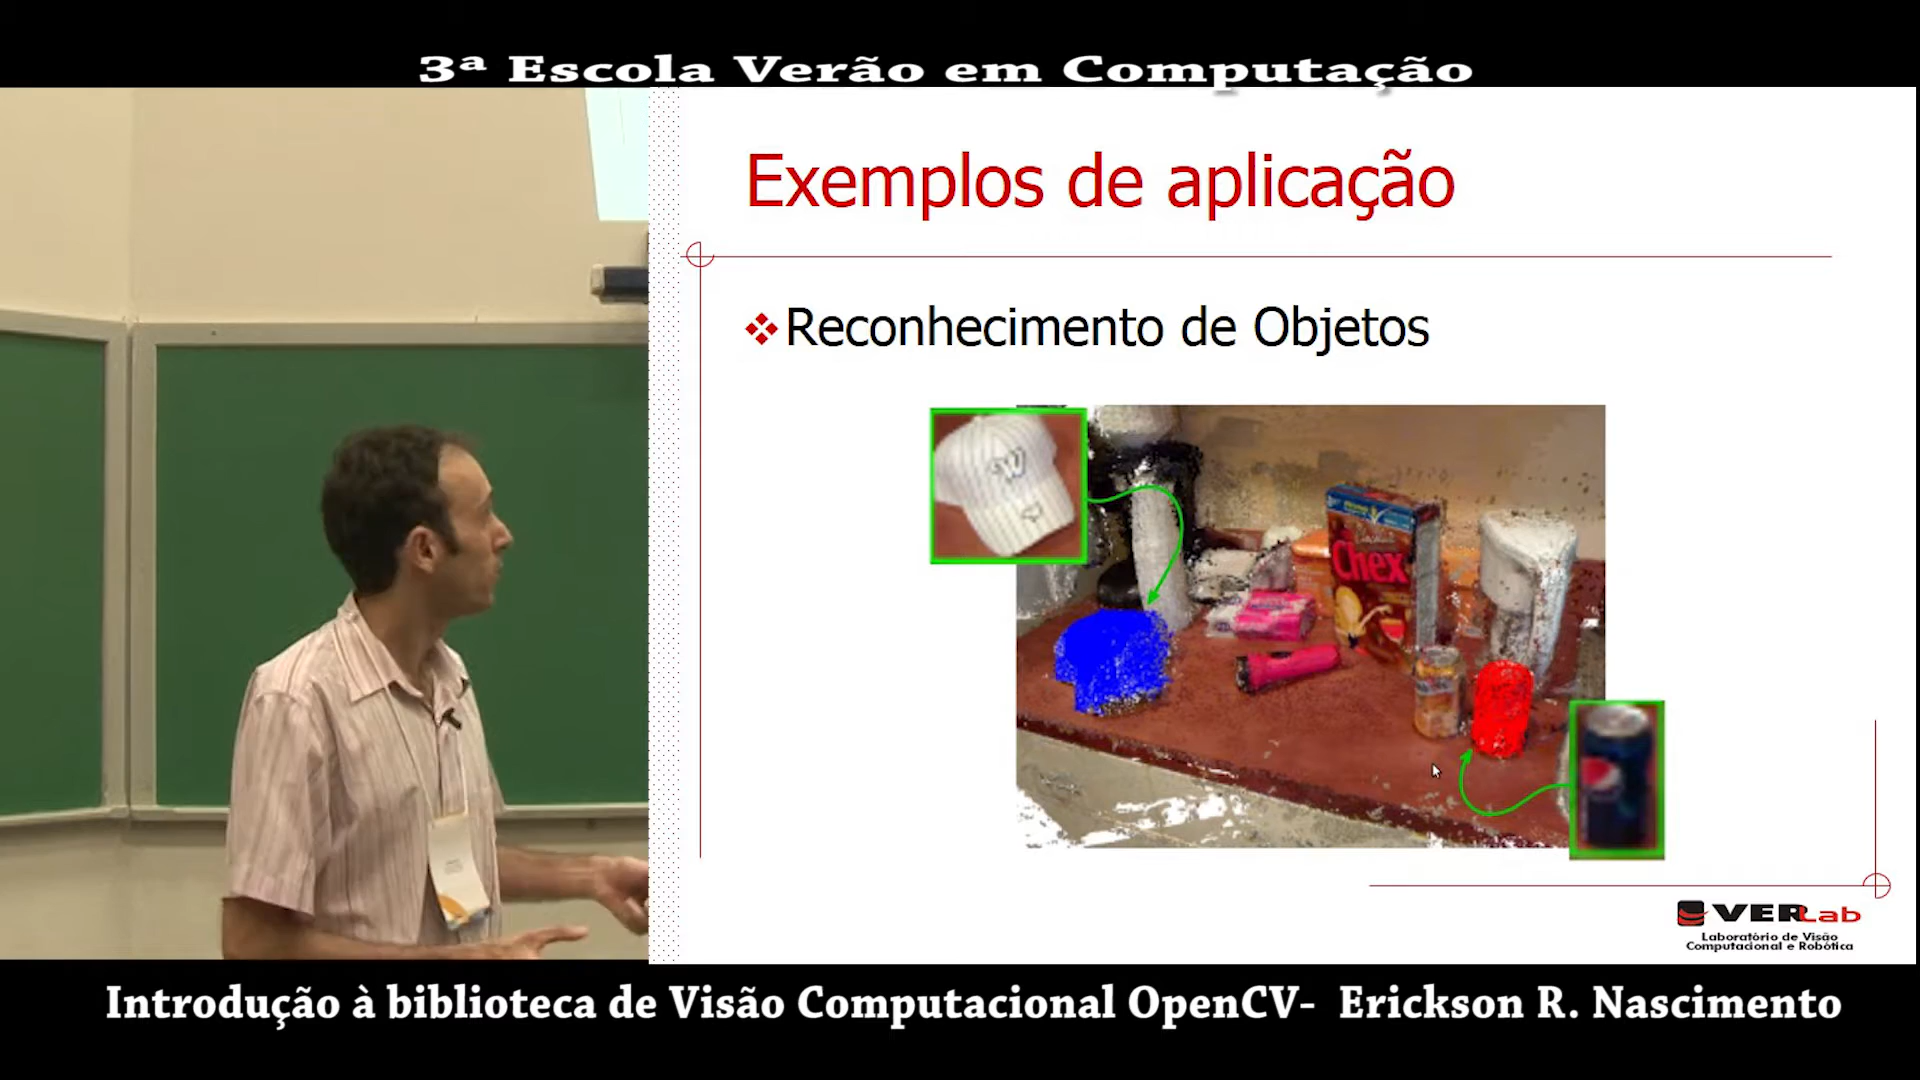 3ª Escola Verão em Computação
Exemplos de aplicação
Reconhecimento de Objetos
W
Chex
VERLab
Laboratório de Visão
Computacional e Robótica
Introdução à biblioteca de Visão Computacional OpenCV- Erickson R. Nascimento